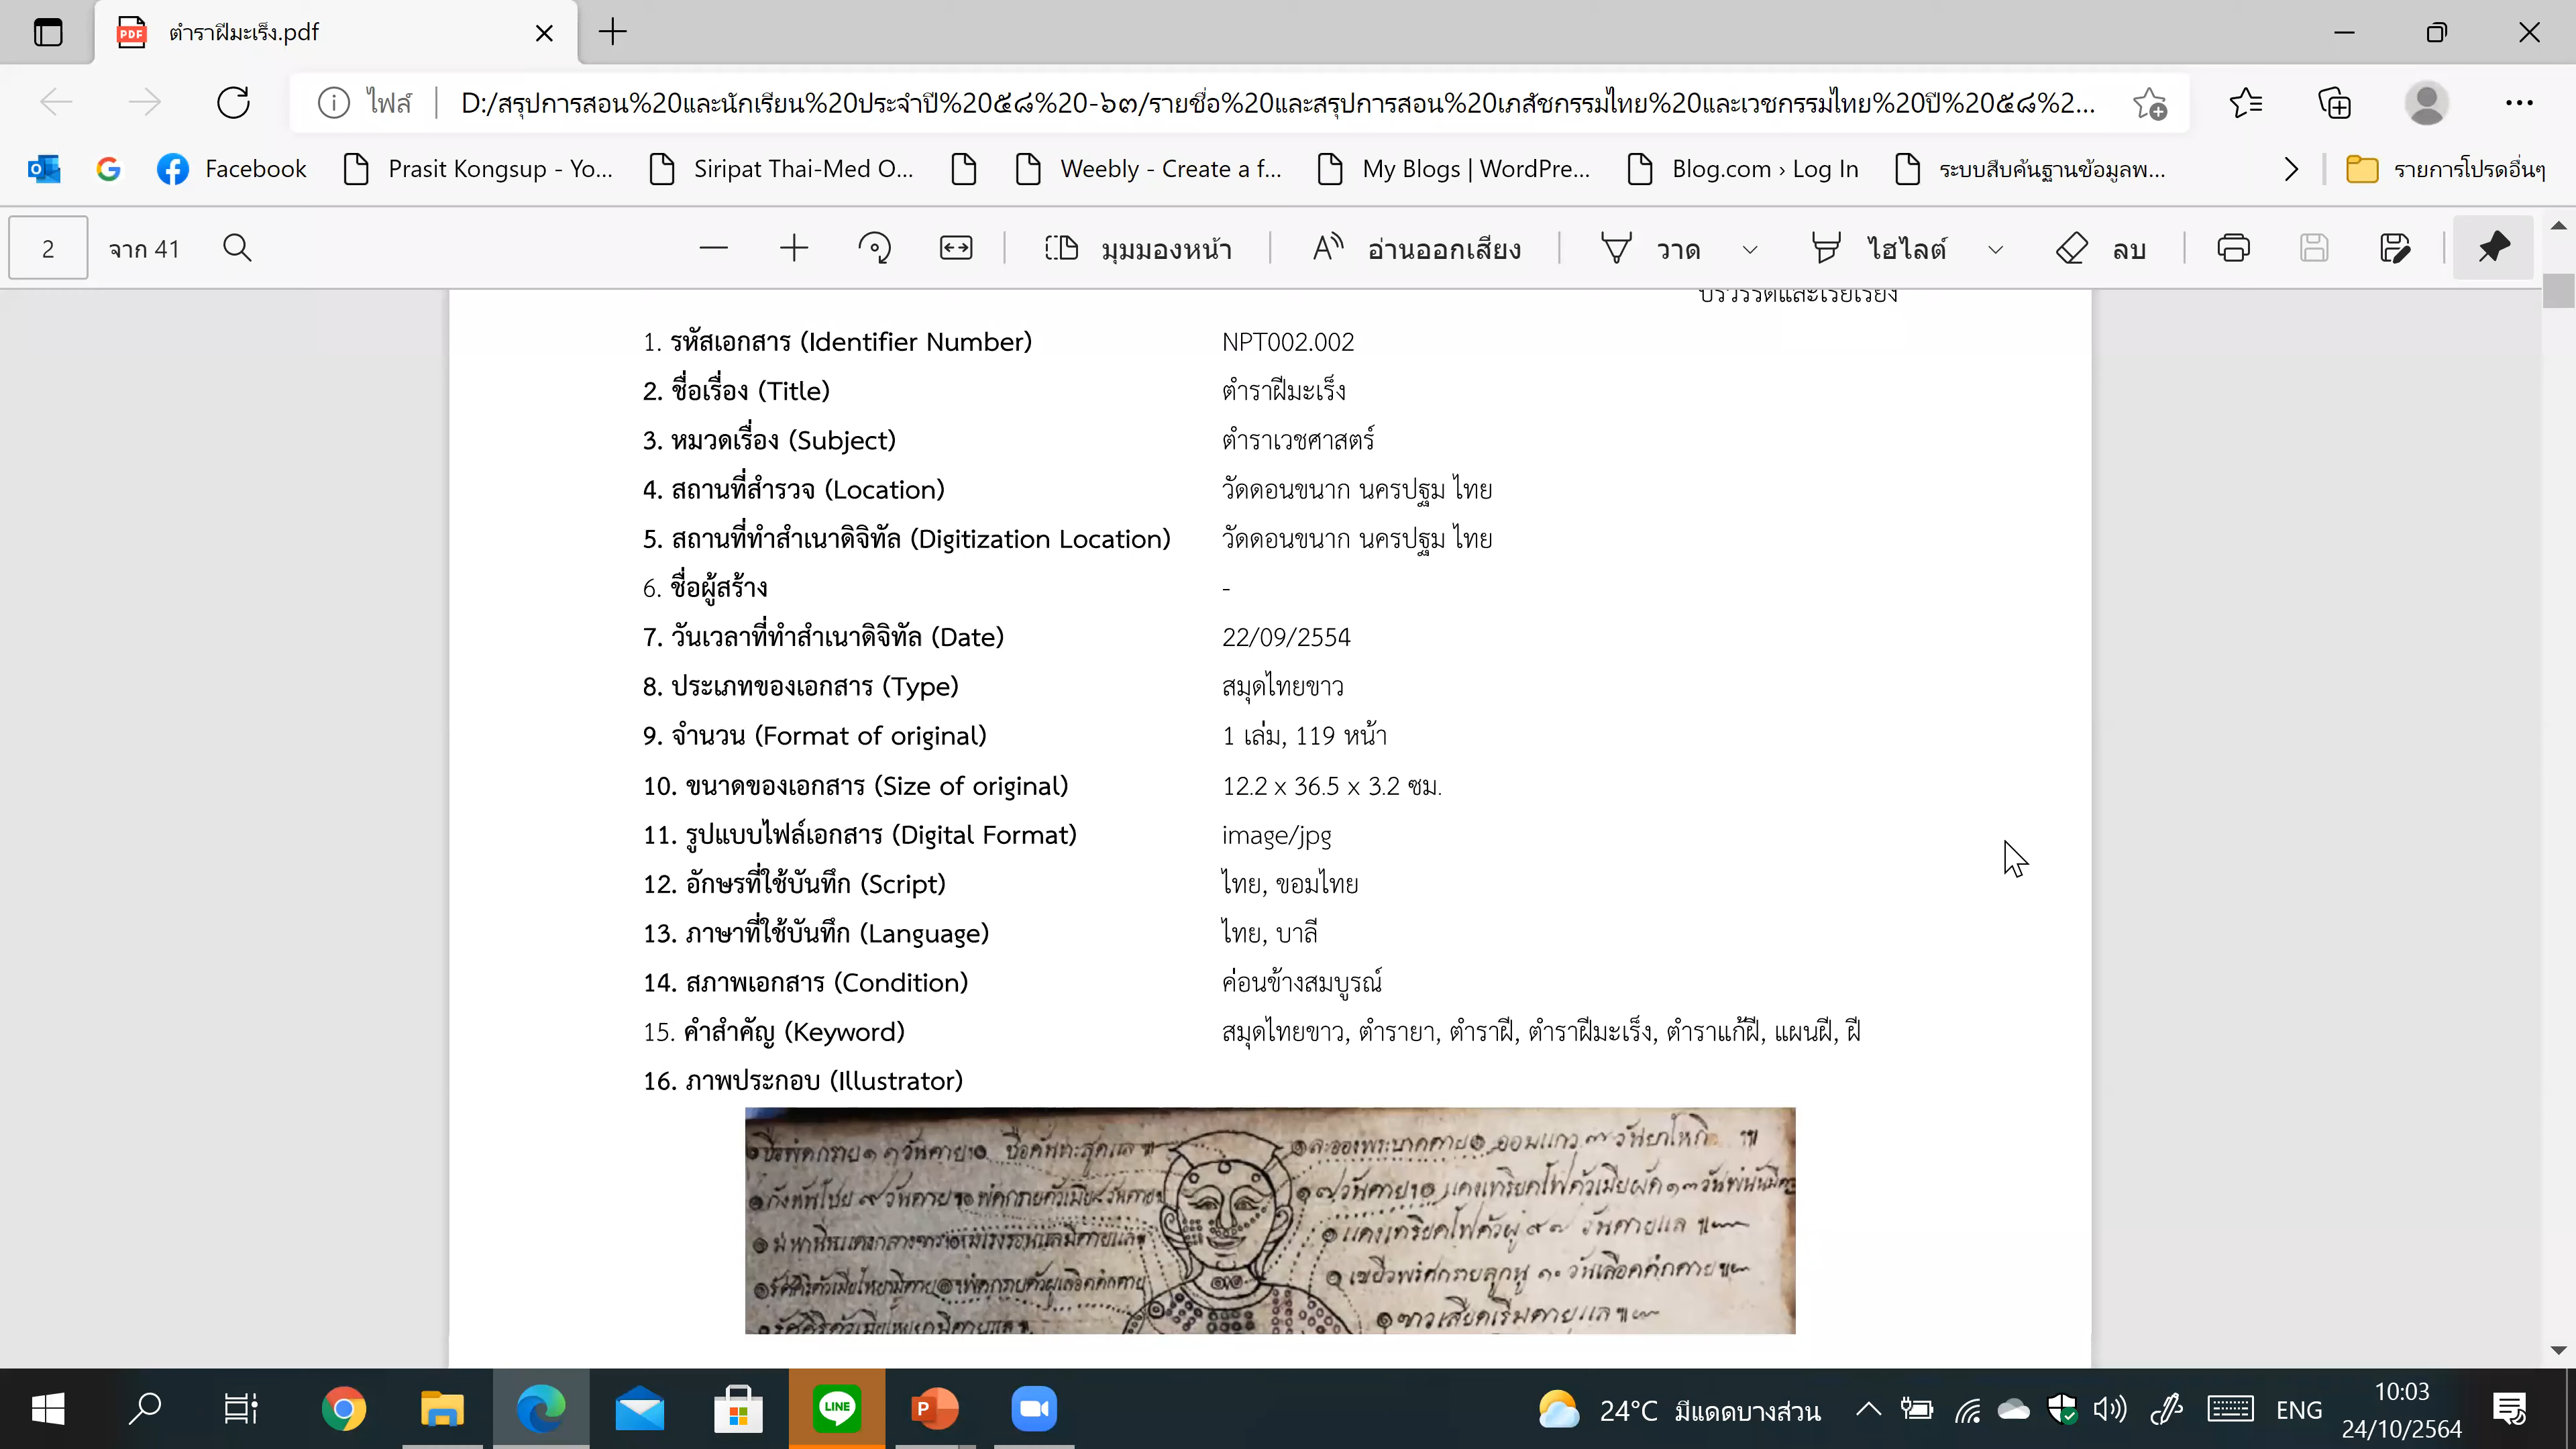 ตำราฝีมะเร็ง.pdf
ไฟล์ D:/สรุปการสอน%20และนักเรียน%20ประจำปี%20๕๘%20-๖๓/รายชื่อ%20และสรุปการสอน%20เภสัชกรรมไทย%20และเวชกรรมไทย%20ปี%20๕๘%2...
Facebook Prasit Kongsup - Yo... Siripat Thai-Med O... Weebly - Create a f... My Blogs | WordPre... Blog.com › Log In ระบบสืบค้นฐานข้อมูลพ... รายการโปรดอื่นๆ
2 จาก 41 มุมมองหน้า อ่านออกเสียง วาด ไฮไลต์ ลบ
ปริวรรตและเรียบเรียง
1. รหัสเอกสาร (Identifier Number) NPT002.002
2. ชื่อเรื่อง (Title) ตำราฝีมะเร็ง
3. หมวดเรื่อง (Subject) ตำราเวชศาสตร์
4. สถานที่สำรวจ (Location) วัดดอนขนาก นครปฐม ไทย
5. สถานที่ทำสำเนาดิจิทัล (Digitization Location) วัดดอนขนาก นครปฐม ไทย
6. ชื่อผู้สร้าง -
7. วันเวลาที่ทำสำเนาดิจิทัล (Date) 22/09/2554
8. ประเภทของเอกสาร (Type) สมุดไทยขาว
9. จำนวน (Format of original) 1 เล่ม, 119 หน้า
10. ขนาดของเอกสาร (Size of original) 12.2 x 36.5 x 3.2 ซม.
11. รูปแบบไฟล์เอกสาร (Digital Format) image/jpg
12. อักษรที่ใช้บันทึก (Script) ไทย, ขอมไทย
13. ภาษาที่ใช้บันทึก (Language) ไทย, บาลี
14. สภาพเอกสาร (Condition) ค่อนข้างสมบูรณ์
15. คำสำคัญ (Keyword) สมุดไทยขาว, ตำรายา, ตำราฝี, ตำราฝีมะเร็ง, ตำราแก้ฝี, แผนฝี, ฝี
16. ภาพประกอบ (Illustrator)
LINE 24°C มีแดดบางส่วน ENG 10:03
24/10/2564